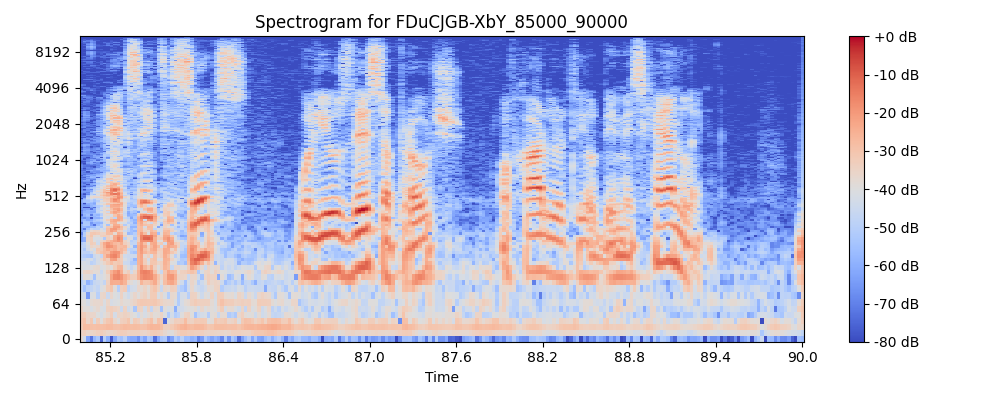 Spectrogram for FDuCJGB-XbY_85000_90000
8192
4096
2048
1024
512
256
128
64
0
Hz
85.2 85.8 86.4 87.0 87.6 88.2 88.8 89.4 90.0
Time
+0 dB
-10 dB
-20 dB
-30 dB
-40 dB
-50 dB
-60 dB
-70 dB
-80 dB